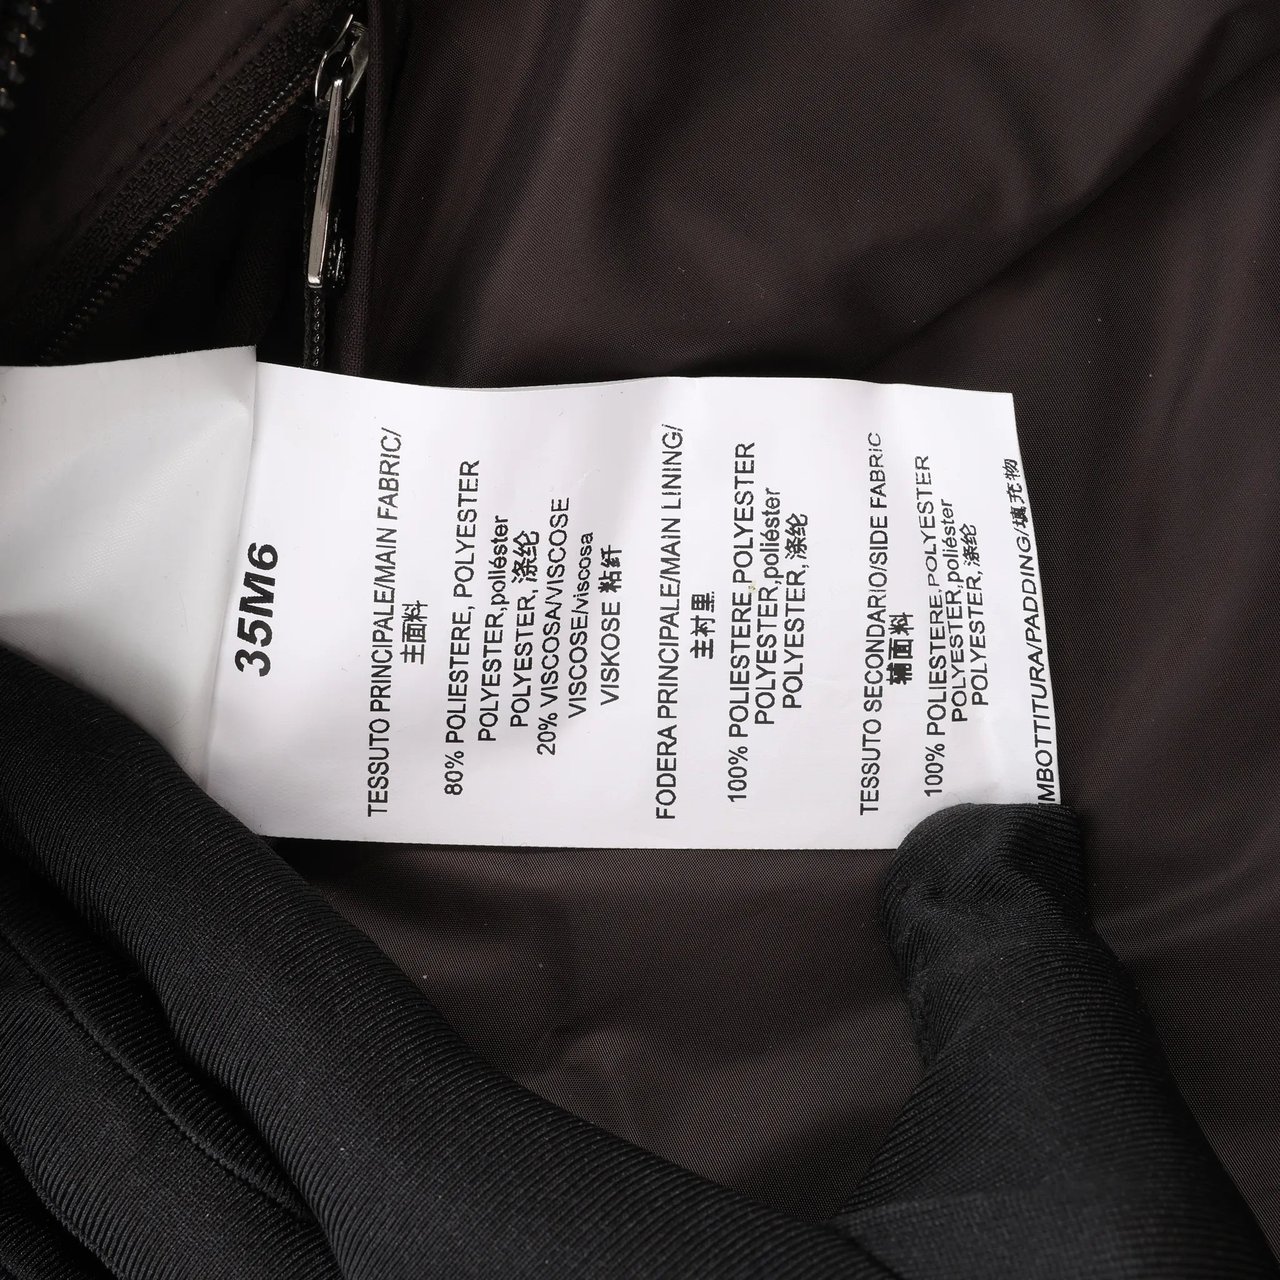 35M6
TESSUTO PRINCIPALE/MAIN FABRIC/
主面料
80% POLIESTERE, POLYESTER
POLYESTER,poliéster
POLYESTER, 涤纶
20% VISCOSA/VISCOSE
VISCOSE/viscosa
VISKOSE 粘纤
FODERA PRINCIPALE/MAIN LINING/
主衬里
100% POLIESTERE,POLYESTER
POLYESTER,poliéster
POLYESTER, 涤纶
TESSUTO SECONDARIO/SIDE FABRIC
辅面料
100% POLIESTERE.POLYESTER
POLYESTER,poliéster
POLYESTER, 涤纶
MBOTTITURA/PADDING/填充物